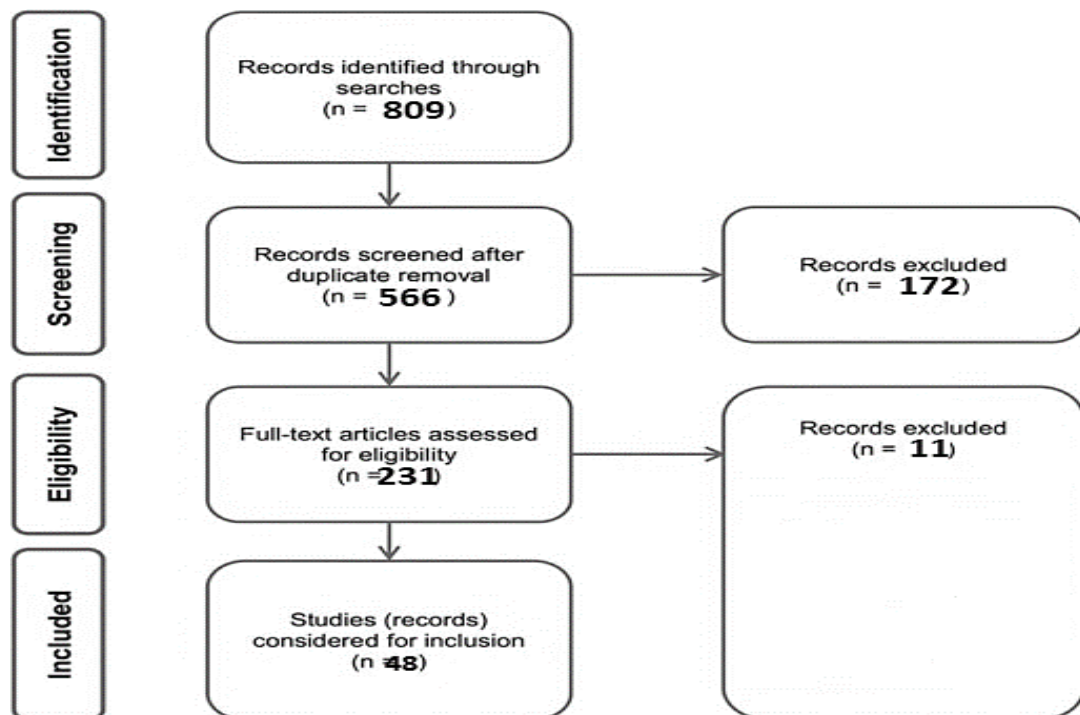 Identification
Records identified through
searches
(n = 809)
Screening
Records screened after
duplicate removal
(n = 566 )
Records excluded
(n = 172)
Eligibility
Full-text articles assessed
for eligibility
(n =231)
Records excluded
(n = 11)
Included
Studies (records)
considered for inclusion
(n =48)